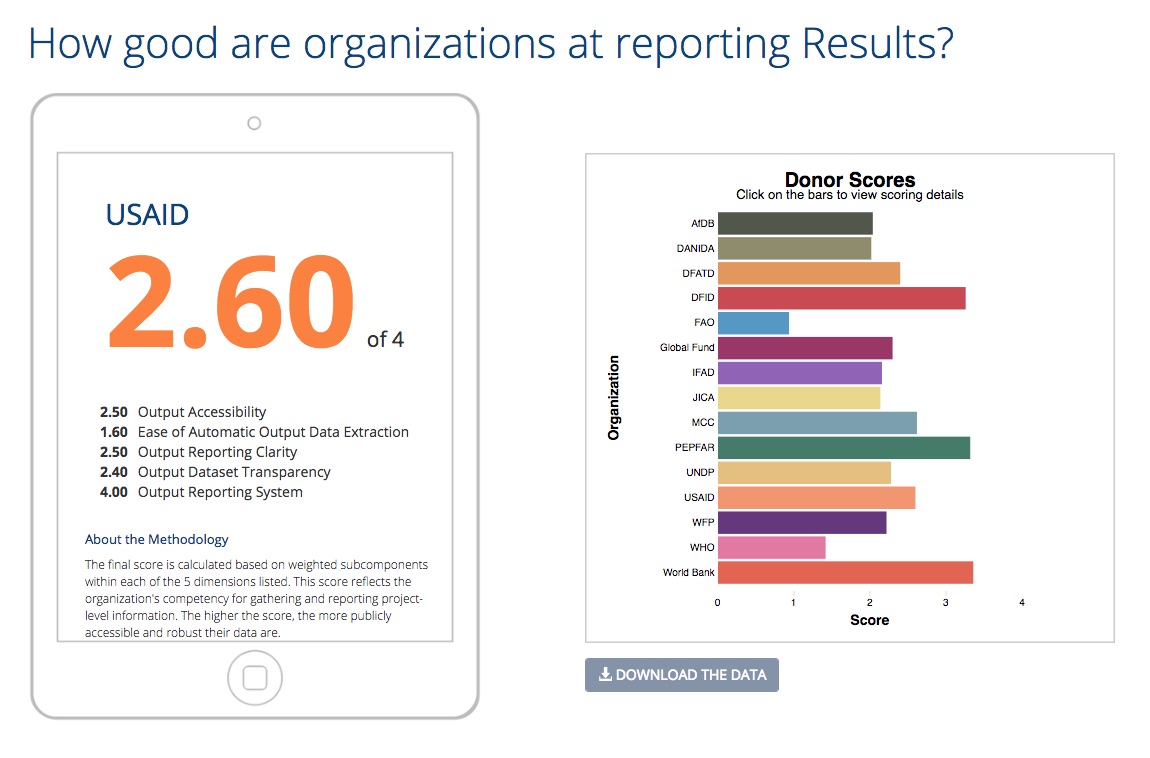 How good are organizations at reporting Results?
USAID
2.60 of 4
2.50 Output Accessibility
1.60 Ease of Automatic Output Data Extraction
2.50 Output Reporting Clarity
2.40 Output Dataset Transparency
4.00 Output Reporting System
About the Methodology
The final score is calculated based on weighted subcomponents
within each of the 5 dimensions listed. This score reflects the
organization's competency for gathering and reporting project-
level information. The higher the score, the more publicly
accessible and robust their data are.
Donor Scores
Click on the bars to view scoring details
Organization
AfDB
DANIDA
DFATD
DFID
FAO
Global Fund
IFAD
JICA
MCC
PEPFAR
UNDP
USAID
WFP
WHO
World Bank
0 1 2 3 4
Score
DOWNLOAD THE DATA